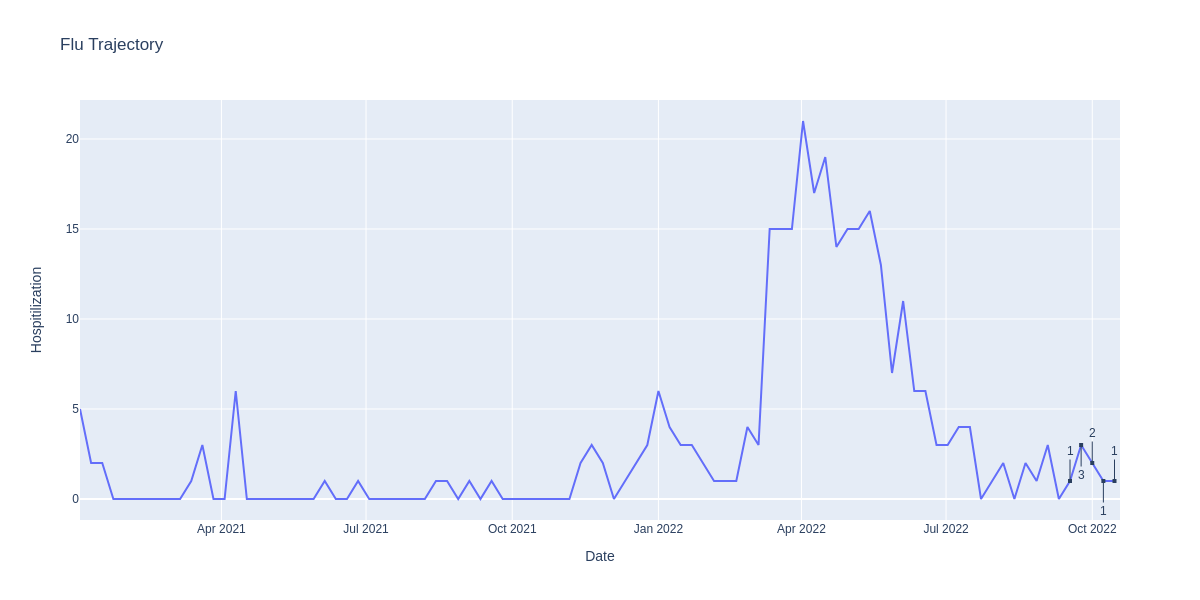 Flu Trajectory
Hospitilization
20
15
10
5
0
1
3
2
1
1
Apr 2021
Jul 2021
Oct 2021
Jan 2022
Apr 2022
Jul 2022
Oct 2022
Date